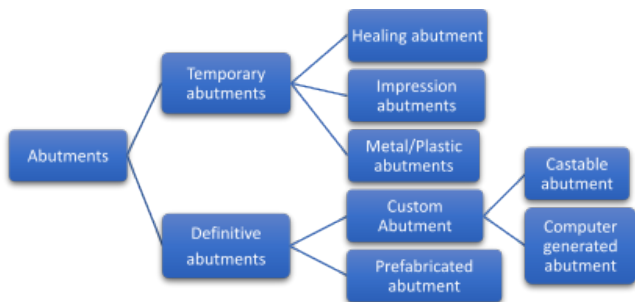 Healing abutment
Temporary
abutments
Impression
abutments
Metal/Plastic
abutments
Abutments
Castable
abutment
Custom
Abutment
Definitive
abutments
Computer
generated
abutment
Prefabricated
abutment